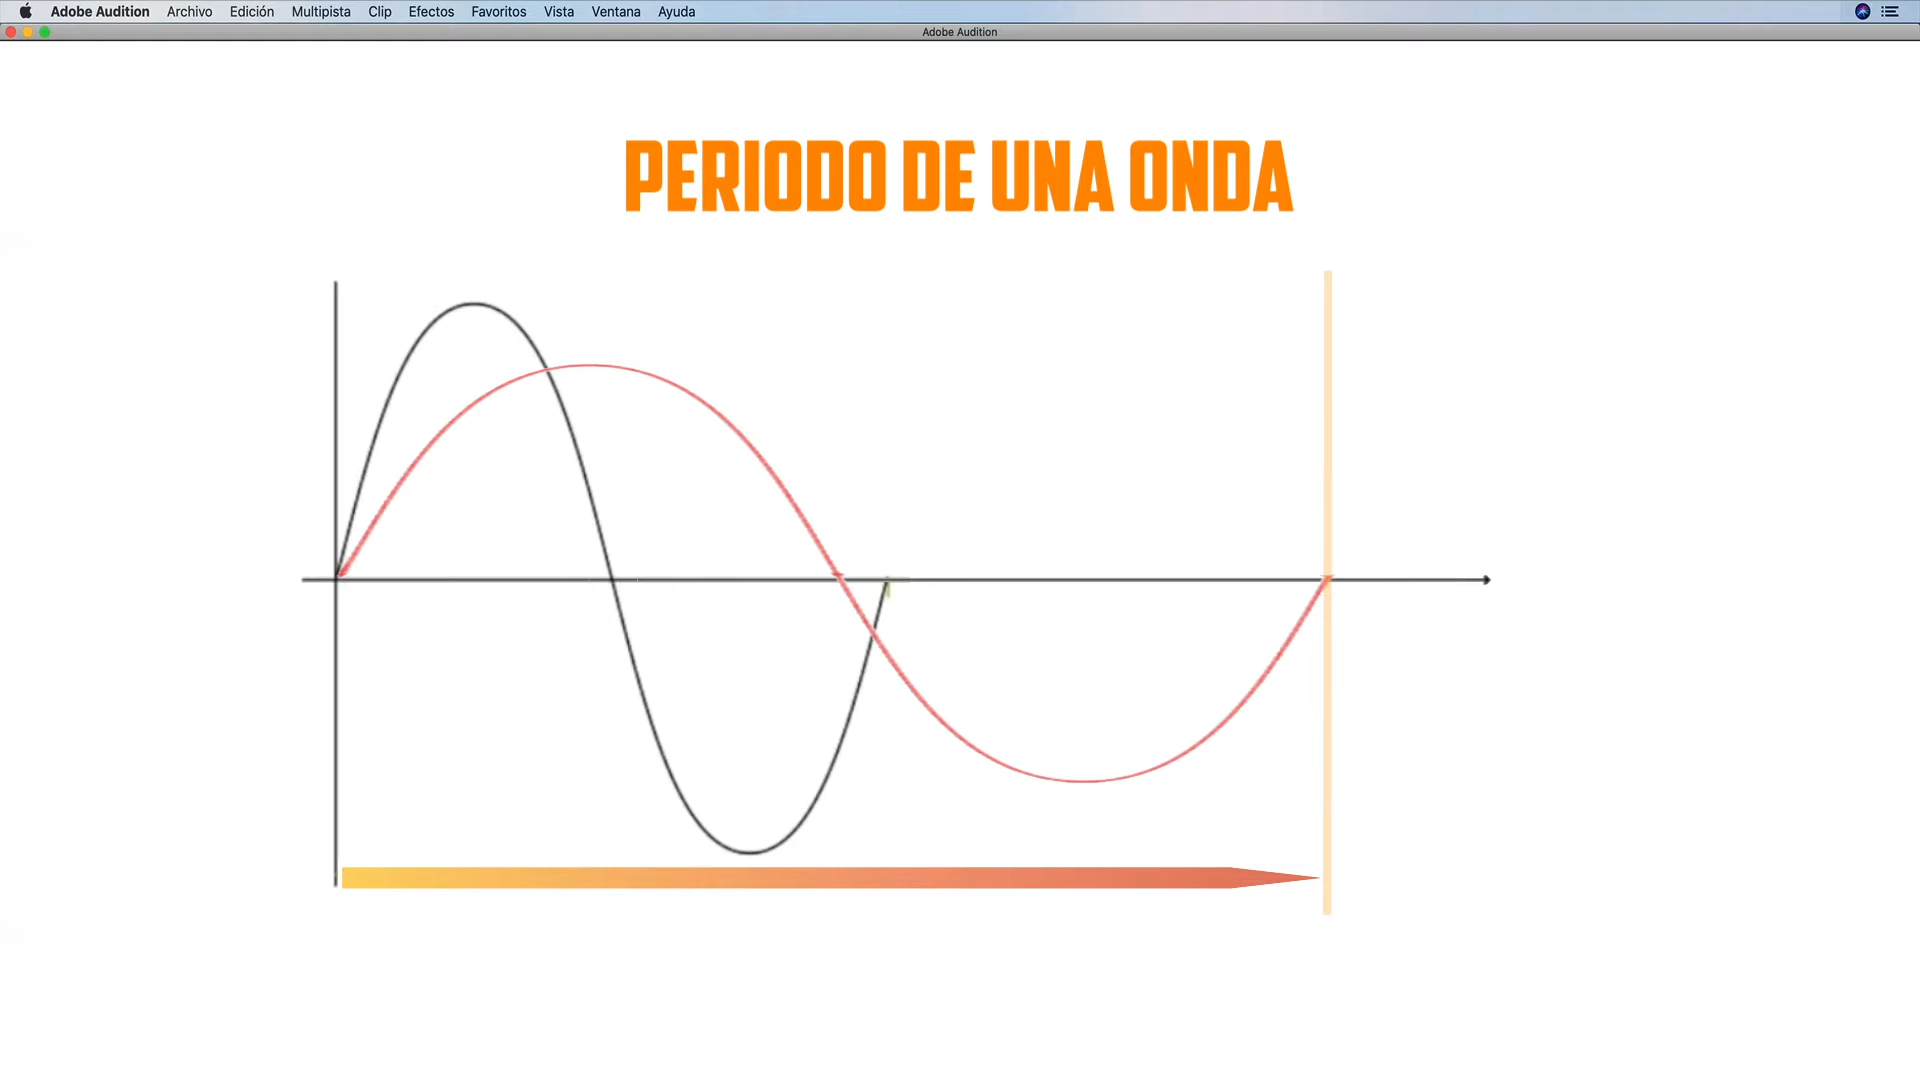 Adobe Audition Archivo Edición Multipista Clip Efectos Favoritos Vista Ventana Ayuda
Adobe Audition
PERIODO DE UNA ONDA